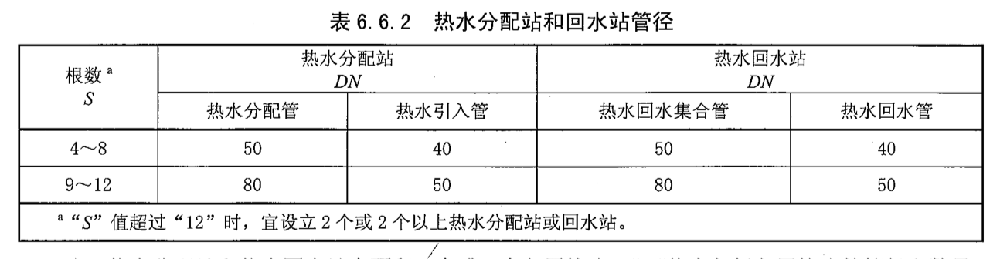 表 6.6.2 热水分配站和回水站管径
根数 a S 热水分配站 DN 热水回水站 DN
热水分配管 热水引入管 热水回水集合管 热水回水管
4～8 50 40 50 40
9～12 80 50 80 50
a “S”值超过“12”时，宜设立 2 个或 2 个以上热水分配站或回水站。